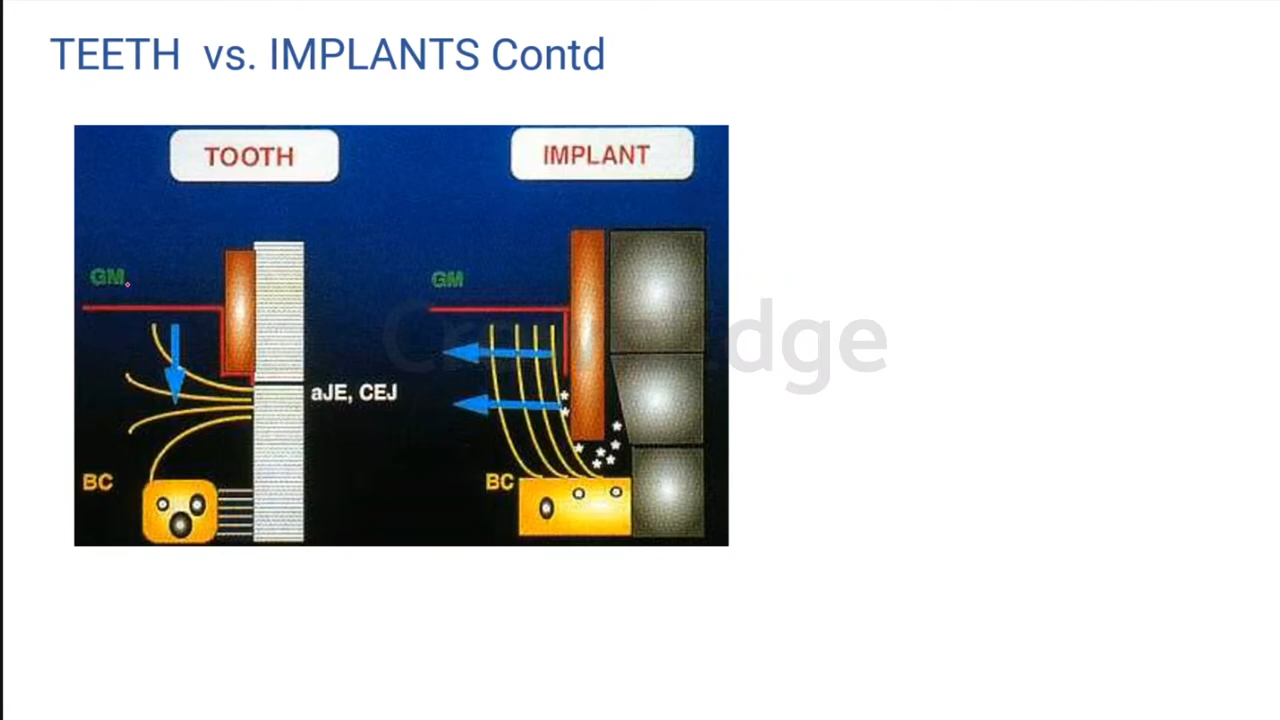 TEETH vs. IMPLANTS Contd
TOOTH
IMPLANT
GM
GM
aJE, CEJ
BC
BC